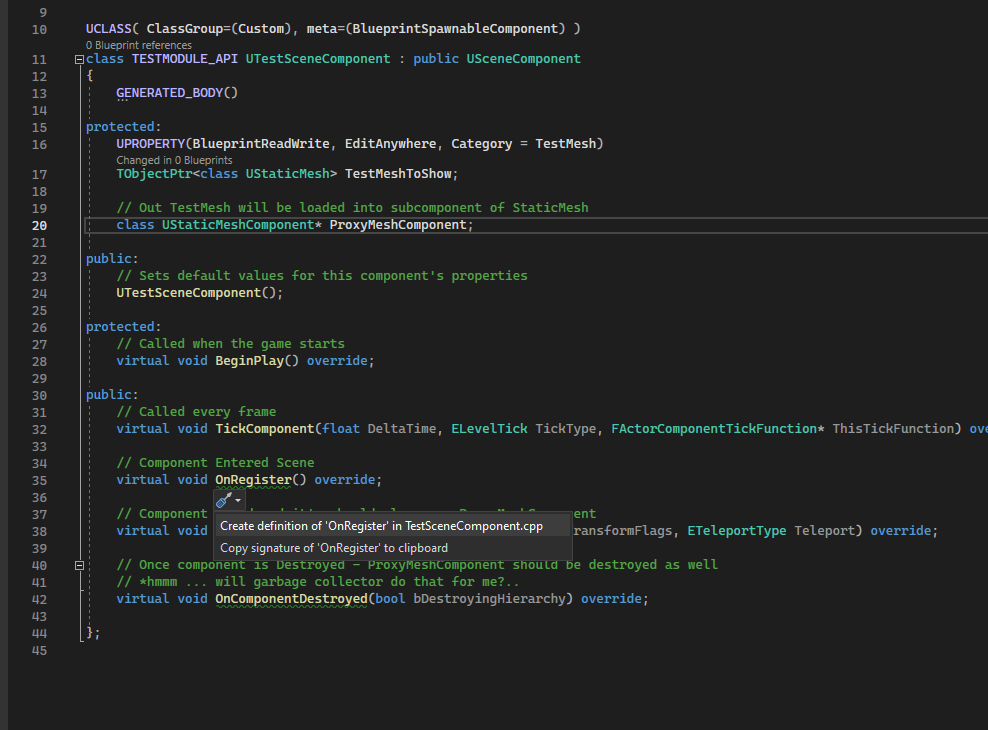 9
10 UCLASS( ClassGroup=(Custom), meta=(BlueprintSpawnableComponent) )
0 Blueprint references
11 class TESTMODULE_API UTestSceneComponent : public USceneComponent
12 {
13 GENERATED_BODY()
14
15 protected:
16 UPROPERTY(BlueprintReadWrite, EditAnywhere, Category = TestMesh)
Changed in 0 Blueprints
17 TObjectPtr<class UStaticMesh> TestMeshToShow;
18
19 // Out TestMesh will be loaded into subcomponent of StaticMesh
20 class UStaticMeshComponent* ProxyMeshComponent;
21
22 public:
23 // Sets default values for this component's properties
24 UTestSceneComponent();
25
26 protected:
27 // Called when the game starts
28 virtual void BeginPlay() override;
29
30 public:
31 // Called every frame
32 virtual void TickComponent(float DeltaTime, ELevelTick TickType, FActorComponentTickFunction* ThisTickFunction) ove
33
34 // Component Entered Scene
35 virtual void OnRegister() override;
36
37 // Component
Create definition of 'OnRegister' in TestSceneComponent.cpp
38 virtual void ransformFlags, ETeleportType Teleport) override;
Copy signature of 'OnRegister' to clipboard
39
40 // Once component is Destroyed - ProxyMeshComponent should be destroyed as well
41 // *hmmm ... will garbage collector do that for me?..
42 virtual void OnComponentDestroyed(bool bDestroyingHierarchy) override;
43
44 };
45